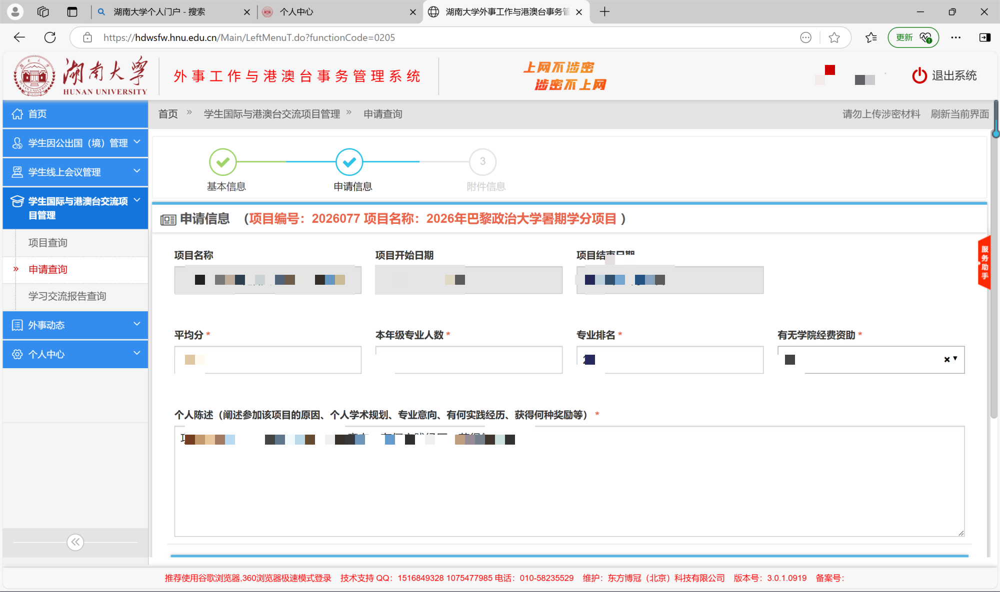 湖南大学个人门户 - 搜索
个人中心
湖南大学外事工作与港澳台事务管
https://hdwsfw.hnu.edu.cn/Main/LeftMenuT.do?functionCode=0205
更新
湖南大学
HUNAN UNIVERSITY
外事工作与港澳台事务管理系统
上网不涉密
涉密不上网
退出系统
首页
学生因公出国（境）管理
学生线上会议管理
学生国际与港澳台交流项
目管理
项目查询
» 申请查询
学习交流报告查询
外事动态
个人中心
首页 » 学生国际与港澳台交流项目管理 » 申请查询
请勿上传涉密材料 刷新当前界面
3
基本信息 申请信息 附件信息
申请信息 （项目编号：2026077 项目名称：2026年巴黎政治大学暑期学分项目 ）
项目名称 项目开始日期 项目结束日期
平均分 * 本年级专业人数 * 专业排名 * 有无学院经费资助 *
个人陈述（阐述参加该项目的原因、个人学术规划、专业意向、有何实践经历、获得何种奖励等） *
服务助手
推荐使用谷歌浏览器,360浏览器极速模式登录 技术支持 QQ：1516849328 1075477985 电话：010-58235529 维护：东方博冠（北京）科技有限公司 版本号：3.0.1.0919 备案号：